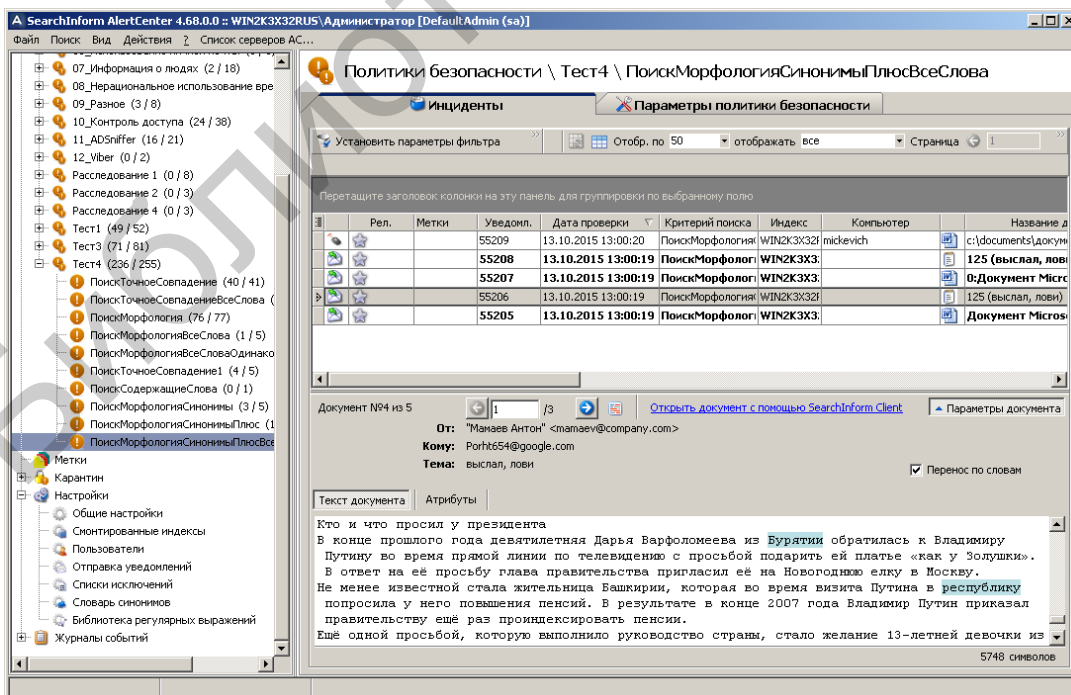 SearchInform AlertCenter 4.68.0.0 :: WIN2K3X32RUS\Администратор [DefaultAdmin (sa)]
Файл Поиск Вид Действия ? Список серверов АС...
07_Информация о людях (2 / 18)
08_Нерациональное использование вре
09_Разное (3 / 8)
10_Контроль доступа (24 / 38)
11_ADSniffer (16 / 21)
12_Viber (0 / 2)
Расследование 1 (0 / 8)
Расследование 2 (0 / 3)
Расследование 4 (0 / 3)
Тест1 (49 / 52)
Тест3 (71 / 81)
Тест4 (236 / 255)
ПоискТочноеСовпадение (40 / 41)
ПоискТочноеСовпадениеВсеСлова (
ПоискМорфология (76 / 77)
ПоискМорфологияВсеСлова (1 / 5)
ПоискМорфологияВсеСловаОдинако
ПоискТочноеСовпадение1 (4 / 5)
ПоискСодержащиеСлова (0 / 1)
ПоискМорфологияСинонимы (3 / 5)
ПоискМорфологияСинонимыПлюс (1
ПоискМорфологияСинонимыПлюсВсе
Метки
Карантин
Настройки
Общие настройки
Смонтированные индексы
Пользователи
Отправка уведомлений
Списки исключений
Словарь синонимов
Библиотека регулярных выражений
Журналы событий
Политики безопасности \ Тест4 \ ПоискМорфологияСинонимыПлюсВсеСлова
Инциденты Параметры политики безопасности
Установить параметры фильтра Отобр. по 50 отображать все Страница 1
Перетащите заголовок колонки на эту панель для группировки по выбранному полю
Рел. Метки Уведомл. Дата проверки Критерий поиска Индекс Компьютер Название д
55209 13.10.2015 13:00:20 ПоискМорфология WIN2K3X32 mickevich c:\documents\докум
55208 13.10.2015 13:00:19 ПоискМорфолог WIN2K3X3 125 (выслал, лови
55207 13.10.2015 13:00:19 ПоискМорфолог WIN2K3X3 0:Документ Micro
55206 13.10.2015 13:00:19 ПоискМорфология WIN2K3X32 125 (выслал, лови)
55205 13.10.2015 13:00:19 ПоискМорфолог WIN2K3X3 Документ Micros
Документ №4 из 5 1 /3 Открыть документ с помощью SearchInform Client Параметры документа
От: "Мамаев Антон" <mamaev@company.com>
Кому: Porht654@google.com
Тема: выслал, лови
Перенос по словам
Текст документа Атрибуты
Кто и что просил у президента
В конце прошлого года девятилетняя Дарья Варфоломеева из Бурятии обратилась к Владимиру
Путину во время прямой линии по телевидению с просьбой подарить ей платье «как у Золушки».
В ответ на её просьбу глава правительства пригласил её на Новогоднюю елку в Москву.
Не менее известной стала жительница Башкирии, которая во время визита Путина в республику
попросила у него повышения пенсий. В результате в конце 2007 года Владимир Путин приказал
правительству ещё раз проиндексировать пенсии.
Ещё одной просьбой, которую выполнило руководство страны, стало желание 13-летней девочки из
5748 символов